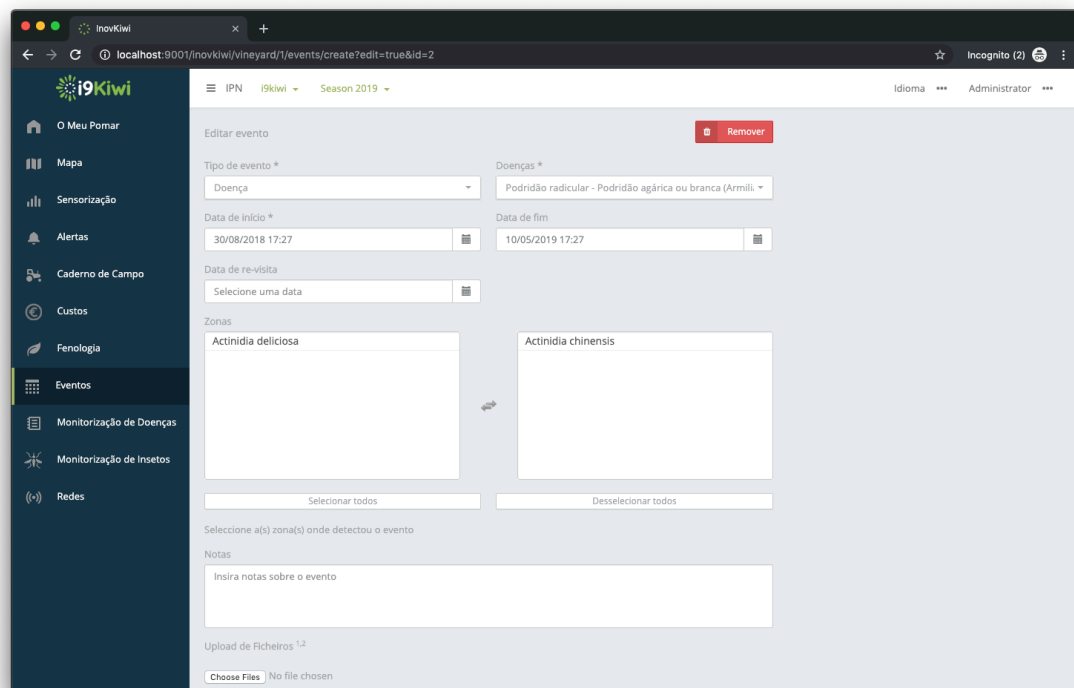 InovKiwi
localhost:9001/inovkiwi/vineyard/1/events/create?edit=true&id=2
Incognito (2)
i9Kiwi
IPN i9kiwi Season 2019 Idioma Administrator
O Meu Pomar
Mapa
Sensorização
Alertas
Caderno de Campo
Custos
Fenologia
Eventos
Monitorização de Doenças
Monitorização de Insetos
Redes
Editar evento
Remover
Tipo de evento * Doenças *
Doença Podridão radicular - Podridão agárica ou branca (Armilla
Data de início * Data de fim
30/08/2018 17:27 10/05/2019 17:27
Data de re-visita
Selecione uma data
Zonas
Actinidia deliciosa Actinidia chinensis
Selecionar todos Desselecionar todos
Seleccione a(s) zona(s) onde detectou o evento
Notas
Insira notas sobre o evento
Upload de Ficheiros 1,2
Choose Files No file chosen